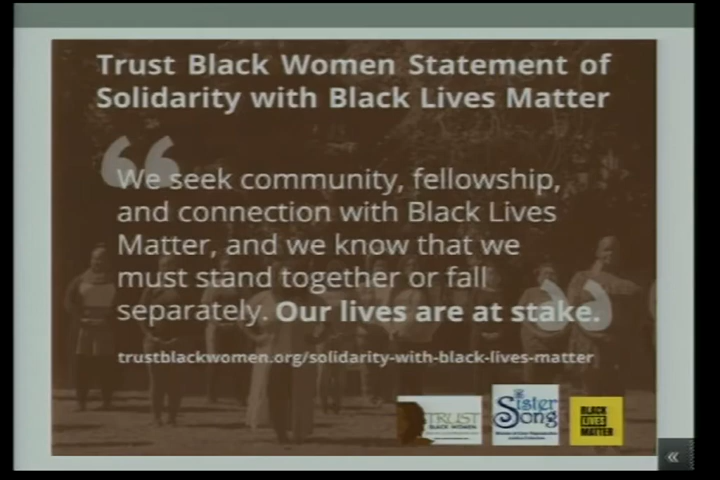 Trust Black Women Statement of
Solidarity with Black Lives Matter
“
We seek community, fellowship,
and connection with Black Lives
Matter, and we know that we
must stand together or fall
separately. Our lives are at stake.
”
trustblackwomen.org/solidarity-with-black-lives-matter
TRUST
BLACK WOMEN
Sister
Song
BLACK
LIVES
MATTER
«